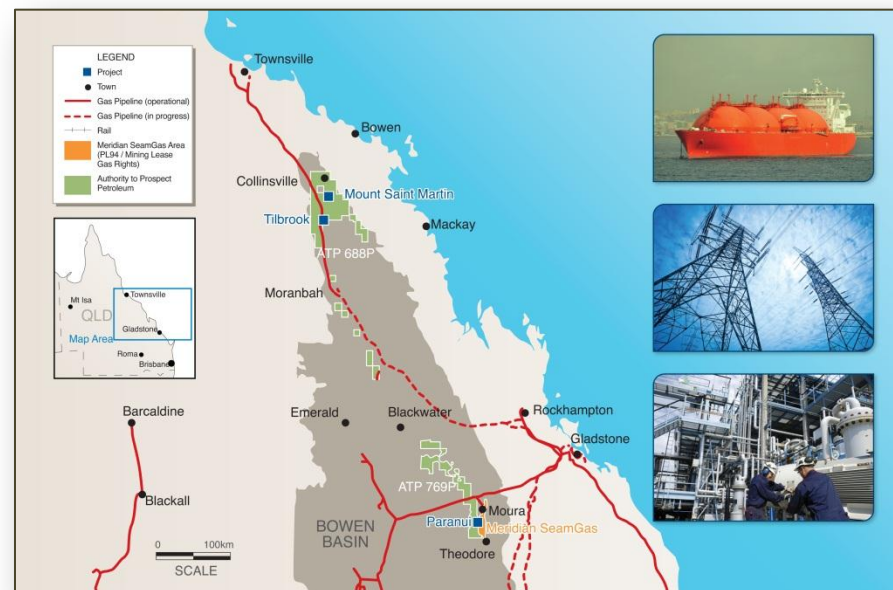 LEGEND
Project
Town
Gas Pipeline (operational)
Gas Pipeline (in progress)
Rail
Meridian SeamGas Area
(PL94 / Mining Lease
Gas Rights)
Authority to Prospect
Petroleum
Townsville
Bowen
Collinsville
Mount Saint Martin
Tilbrook
Mackay
ATP 688P
Moranbah
Mt Isa
Townsville
QLD
Gladstone
Map Area
Roma
Brisbane
Barcaldine
Emerald
Blackwater
Rockhampton
Gladstone
Blackall
ATP 769P
Moura
Paranui
Meridian SeamGas
BOWEN
BASIN
Theodore
0 100km
SCALE